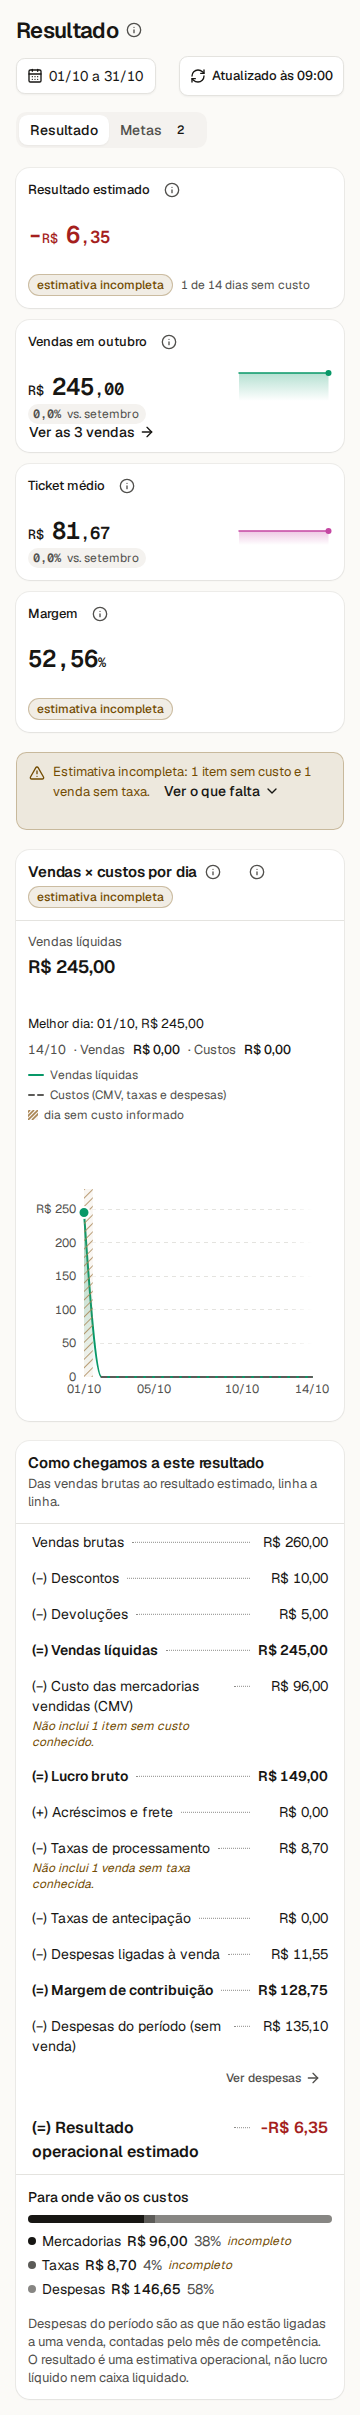 Resultado
01/10 a 31/10
Atualizado às 09:00
Resultado Metas 2
Resultado estimado
-R$ 6,35
estimativa incompleta 1 de 14 dias sem custo
Vendas em outubro
R$ 245,00
0,0% vs. setembro
Ver as 3 vendas →
Ticket médio
R$ 81,67
0,0% vs. setembro
Margem
52,56%
estimativa incompleta
Estimativa incompleta: 1 item sem custo e 1
venda sem taxa. Ver o que falta
Vendas × custos por dia
estimativa incompleta
Vendas líquidas
R$ 245,00
Melhor dia: 01/10, R$ 245,00
14/10 · Vendas R$ 0,00 · Custos R$ 0,00
Vendas líquidas
Custos (CMV, taxas e despesas)
dia sem custo informado
R$ 250
200
150
100
50
0
01/10 05/10 10/10 14/10
Como chegamos a este resultado
Das vendas brutas ao resultado estimado, linha a
linha.
Vendas brutas R$ 260,00
(−) Descontos R$ 10,00
(−) Devoluções R$ 5,00
(=) Vendas líquidas R$ 245,00
(−) Custo das mercadorias R$ 96,00
vendidas (CMV)
Não inclui 1 item sem custo
conhecido.
(=) Lucro bruto R$ 149,00
(+) Acréscimos e frete R$ 0,00
(−) Taxas de processamento R$ 8,70
Não inclui 1 venda sem taxa
conhecida.
(−) Taxas de antecipação R$ 0,00
(−) Despesas ligadas à venda R$ 11,55
(=) Margem de contribuição R$ 128,75
(−) Despesas do período (sem R$ 135,10
venda)
Ver despesas →
(=) Resultado -R$ 6,35
operacional estimado
Para onde vão os custos
Mercadorias R$ 96,00 38% incompleto
Taxas R$ 8,70 4% incompleto
Despesas R$ 146,65 58%
Despesas do período são as que não estão ligadas
a uma venda, contadas pelo mês de competência.
O resultado é uma estimativa operacional, não lucro
líquido nem caixa liquidado.